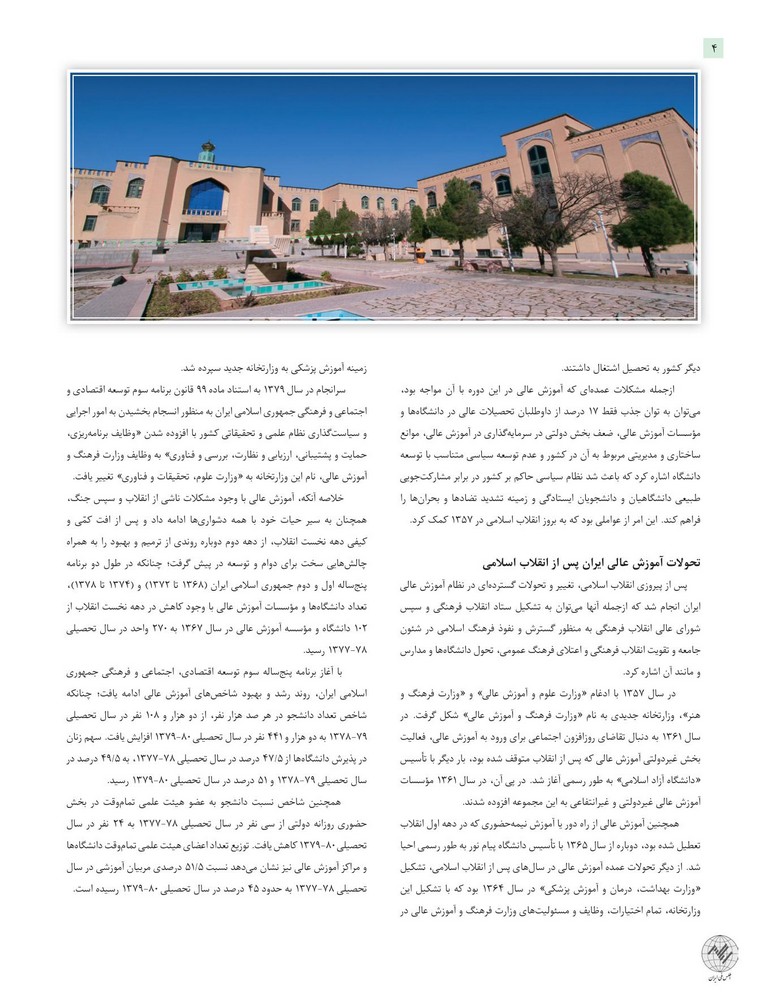 ۴
دیگر کشور به تحصیل اشتغال داشتند.
ازجمله مشکلات عمده‌ای که آموزش عالی در این دوره با آن مواجه بود،
می‌توان به توان جذب فقط ۱۷ درصد از داوطلبان تحصیلات عالی در دانشگاه‌ها و
مؤسسات آموزش عالی، ضعف بخش دولتی در سرمایه‌گذاری در آموزش عالی، موانع
ساختاری و مدیریتی مربوط به آن در کشور و عدم توسعه سیاسی متناسب با توسعه
دانشگاه اشاره کرد که باعث شد نظام سیاسی حاکم بر کشور در برابر مشارکت‌جویی
طبیعی دانشگاهیان و دانشجویان ایستادگی و زمینه تشدید تضادها و بحران‌ها را
فراهم کند. این امر از عواملی بود که به بروز انقلاب اسلامی در ۱۳۵۷ کمک کرد.
تحولات آموزش عالی ایران پس از انقلاب اسلامی
پس از پیروزی انقلاب اسلامی، تغییر و تحولات گسترده‌ای در نظام آموزش عالی
ایران انجام شد که ازجمله آنها می‌توان به تشکیل ستاد انقلاب فرهنگی و سپس
شورای عالی انقلاب فرهنگی به منظور گسترش و نفوذ فرهنگ اسلامی در شئون
جامعه و تقویت انقلاب فرهنگی و اعتلای فرهنگ عمومی، تحول دانشگاه‌ها و مدارس
و مانند آن اشاره کرد.
در سال ۱۳۵۷ با ادغام «وزارت علوم و آموزش عالی» و «وزارت فرهنگ و
هنر»، وزارتخانه جدیدی به نام «وزارت فرهنگ و آموزش عالی» شکل گرفت. در
سال ۱۳۶۱ به دنبال تقاضای روزافزون اجتماعی برای ورود به آموزش عالی، فعالیت
بخش غیردولتی آموزش عالی که پس از انقلاب متوقف شده بود، بار دیگر با تأسیس
«دانشگاه آزاد اسلامی» به طور رسمی آغاز شد. در پی آن، در سال ۱۳۶۱ مؤسسات
آموزش عالی غیردولتی و غیرانتفاعی به این مجموعه افزوده شدند.
همچنین آموزش عالی از راه دور یا آموزش نیمه‌حضوری که در دهه اول انقلاب
تعطیل شده بود، دوباره از سال ۱۳۶۵ با تأسیس دانشگاه پیام نور به طور رسمی احیا
شد. از دیگر تحولات عمده آموزش عالی در سال‌های پس از انقلاب اسلامی، تشکیل
«وزارت بهداشت، درمان و آموزش پزشکی» در سال ۱۳۶۴ بود که با تشکیل این
وزارتخانه، تمام اختیارات، وظایف و مسئولیت‌های وزارت فرهنگ و آموزش عالی در
زمینه آموزش پزشکی به وزارتخانه جدید سپرده شد.
سرانجام در سال ۱۳۷۹ به استناد ماده ۹۹ قانون برنامه سوم توسعه اقتصادی و
اجتماعی و فرهنگی جمهوری اسلامی ایران به منظور انسجام بخشیدن به امور اجرایی
و سیاست‌گذاری نظام علمی و تحقیقاتی کشور با افزوده شدن «وظایف برنامه‌ریزی،
حمایت و پشتیبانی، ارزیابی و نظارت، بررسی و فناوری» به وظایف وزارت فرهنگ و
آموزش عالی، نام این وزارتخانه به «وزارت علوم، تحقیقات و فناوری» تغییر یافت.
خلاصه آنکه، آموزش عالی با وجود مشکلات ناشی از انقلاب و سپس جنگ،
همچنان به سیر حیات خود با همه دشواری‌ها ادامه داد و پس از افت کمّی و
کیفی دهه نخست انقلاب، از دهه دوم دوباره روندی از ترمیم و بهبود را به همراه
چالش‌هایی سخت برای دوام و توسعه در پیش گرفت؛ چنانکه در طول دو برنامه
پنج‌ساله اول و دوم جمهوری اسلامی ایران (۱۳۶۸ تا ۱۳۷۲) و (۱۳۷۴ تا ۱۳۷۸)،
تعداد دانشگاه‌ها و مؤسسات آموزش عالی با وجود کاهش در دهه نخست انقلاب از
۱۰۲ دانشگاه و مؤسسه آموزش عالی در سال ۱۳۶۷ به ۲۷۰ واحد در سال تحصیلی
۱۳۷۷-۷۸ رسید.
با آغاز برنامه پنج‌ساله سوم توسعه اقتصادی، اجتماعی و فرهنگی جمهوری
اسلامی ایران، روند رشد و بهبود شاخص‌های آموزش عالی ادامه یافت؛ چنانکه
شاخص تعداد دانشجو در هر صد هزار نفر، از دو هزار و ۱۰۸ نفر در سال تحصیلی
۱۳۷۸-۷۹ به دو هزار و ۴۴۱ نفر در سال تحصیلی ۸۰-۱۳۷۹ افزایش یافت. سهم زنان
در پذیرش دانشگاه‌ها از ۴۷/۵ درصد در سال تحصیلی ۷۸-۱۳۷۷، به ۴۹/۵ درصد در
سال تحصیلی ۷۹-۱۳۷۸ و ۵۱ درصد در سال تحصیلی ۸۰-۱۳۷۹ رسید.
همچنین شاخص نسبت دانشجو به عضو هیئت علمی تمام‌وقت در بخش
حضوری روزانه دولتی از سی نفر در سال تحصیلی ۷۸-۱۳۷۷ به ۲۴ نفر در سال
تحصیلی ۸۰-۱۳۷۹ کاهش یافت. توزیع تعداد اعضای هیئت علمی تمام‌وقت دانشگاه‌ها
و مراکز آموزش عالی نیز نشان می‌دهد نسبت ۵۱/۵ درصدی مربیان آموزشی در سال
تحصیلی ۷۸-۱۳۷۷ به حدود ۴۵ درصد در سال تحصیلی ۸۰-۱۳۷۹ رسیده است.